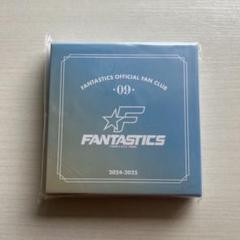 FANTASTICS OFFICIAL FAN CLUB
·09·
F
FANTASTICS
2024-2025